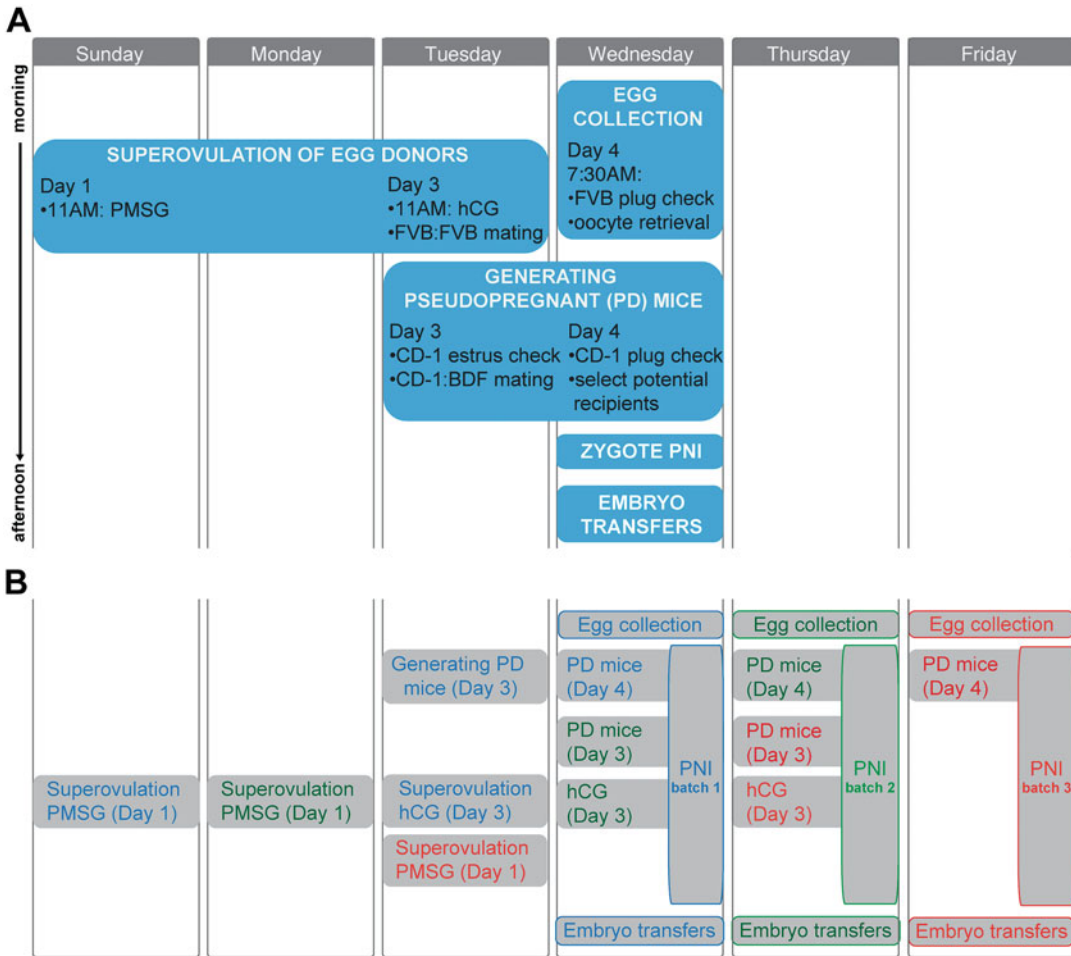 A
Sunday
Monday
Tuesday
Wednesday
Thursday
Friday
morning
afternoon
SUPEROVULATION OF EGG DONORS
Day 1
•11AM: PMSG
Day 3
•11AM: hCG
•FVB:FVB mating
EGG
COLLECTION
Day 4
7:30AM:
•FVB plug check
•oocyte retrieval
GENERATING
PSEUDOPREGNANT (PD) MICE
Day 3
•CD-1 estrus check
•CD-1:BDF mating
Day 4
•CD-1 plug check
•select potential
recipients
ZYGOTE PNI
EMBRYO
TRANSFERS
B
Superovulation
PMSG (Day 1)
Superovulation
PMSG (Day 1)
Generating PD
mice (Day 3)
Superovulation
hCG (Day 3)
Superovulation
PMSG (Day 1)
Egg collection
PD mice
(Day 4)
PD mice
(Day 3)
hCG
(Day 3)
PNI
batch 1
Embryo transfers
Egg collection
PD mice
(Day 4)
PD mice
(Day 3)
hCG
(Day 3)
PNI
batch 2
Embryo transfers
Egg collection
PD mice
(Day 4)
PNI
batch 3
Embryo transfers